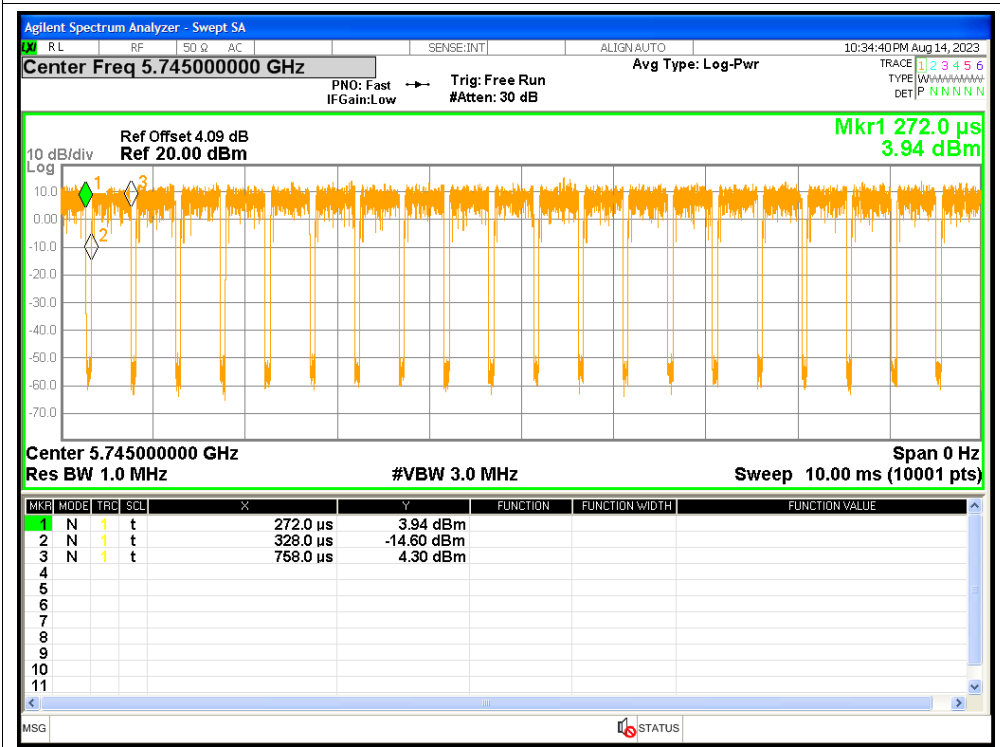 Agilent Spectrum Analyzer - Swept SA
LXI RL RF 50 Ω AC SENSE:INT ALIGN AUTO 10:34:40 PM Aug 14, 2023
Center Freq 5.745000000 GHz Avg Type: Log-Pwr TRACE 1 2 3 4 5 6
PNO: Fast Trig: Free Run TYPE W
IFGain:Low #Atten: 30 dB DET P N N N N N
Mkr1 272.0 µs
3.94 dBm
Ref Offset 4.09 dB
10 dB/div Ref 20.00 dBm
Log
1 3
10.0
0.00
2
-10.0
-20.0
-30.0
-40.0
-50.0
-60.0
-70.0
Center 5.745000000 GHz Span 0 Hz
Res BW 1.0 MHz #VBW 3.0 MHz Sweep 10.00 ms (10001 pts)
MKR MODE TRC SCL X Y FUNCTION FUNCTION WIDTH FUNCTION VALUE
1 N 1 t 272.0 µs 3.94 dBm
2 N 1 t 328.0 µs -14.60 dBm
3 N 1 t 758.0 µs 4.30 dBm
4
5
6
7
8
9
10
11
MSG STATUS